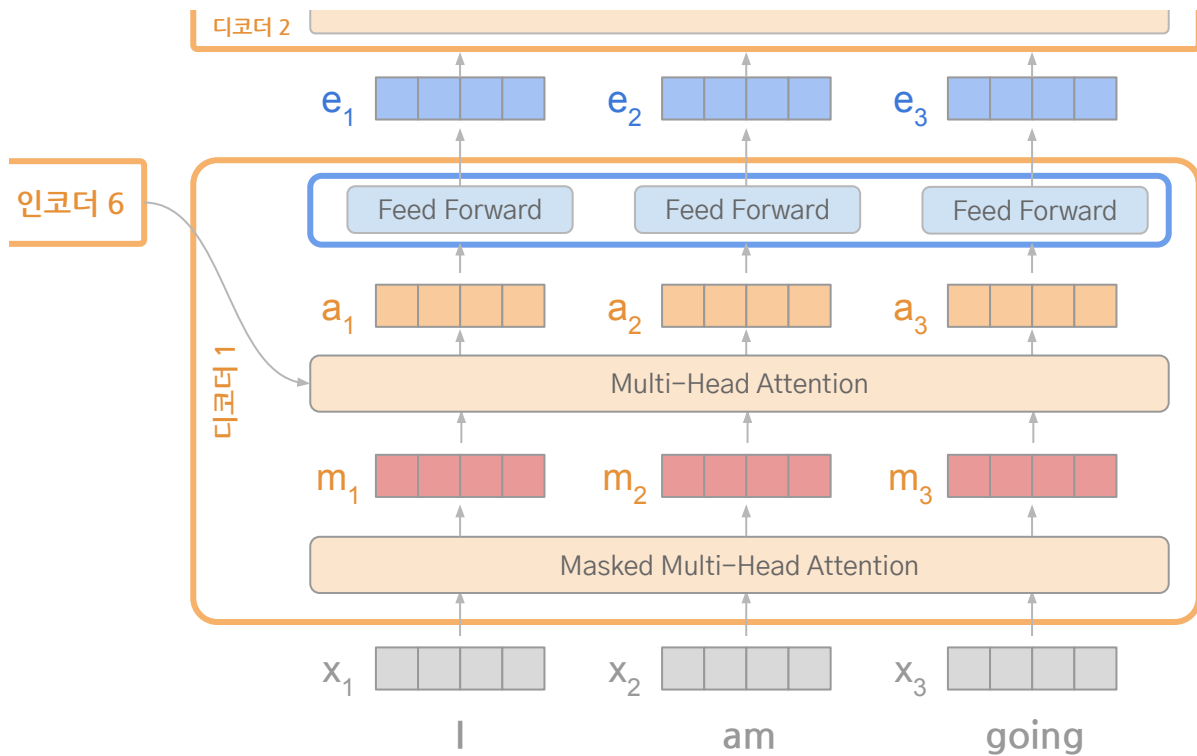 디코더 2
e1 e2 e3
인코더 6
Feed Forward Feed Forward Feed Forward
a1 a2 a3
디코더 1
Multi-Head Attention
m1 m2 m3
Masked Multi-Head Attention
x1 x2 x3
I am going